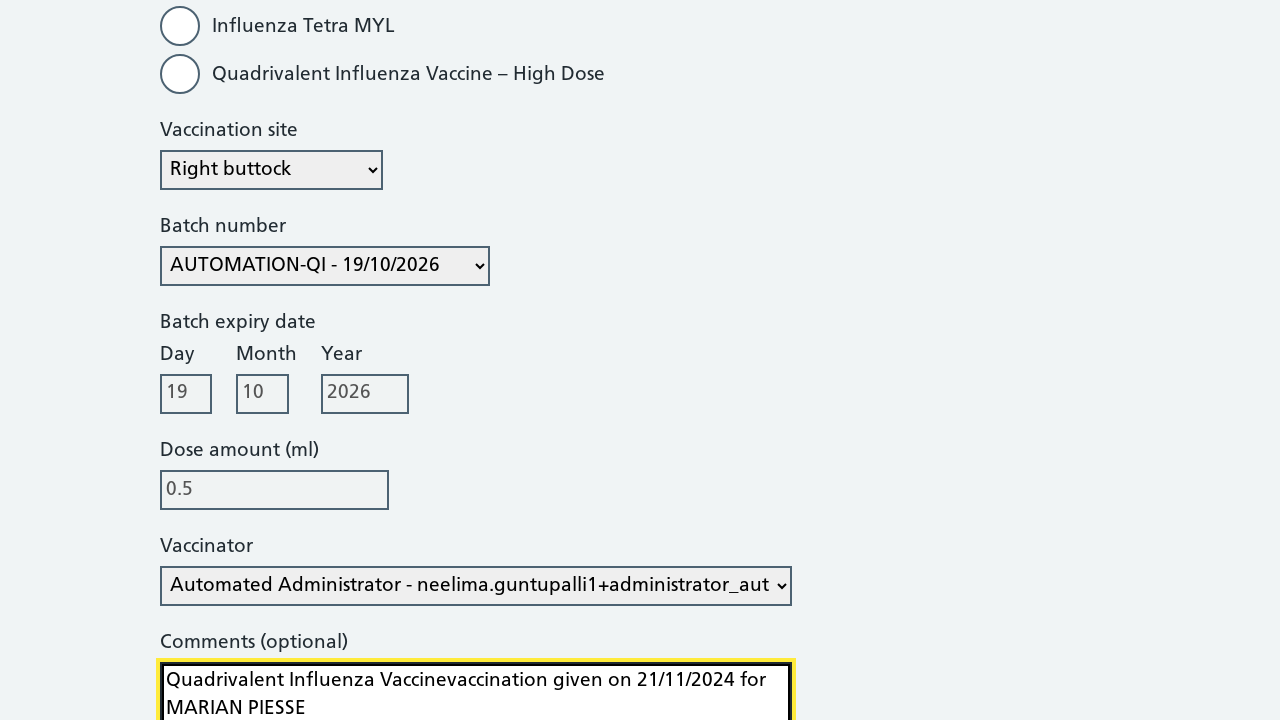 Influenza Tetra MYL
Quadrivalent Influenza Vaccine – High Dose
Vaccination site
Right buttock
Batch number
AUTOMATION-QI - 19/10/2026
Batch expiry date
Day Month Year
19 10 2026
Dose amount (ml)
0.5
Vaccinator
Automated Administrator - neelima.guntupalli1+administrator_aut
Comments (optional)
Quadrivalent Influenza Vaccinevaccination given on 21/11/2024 for
MARIAN PIESSE